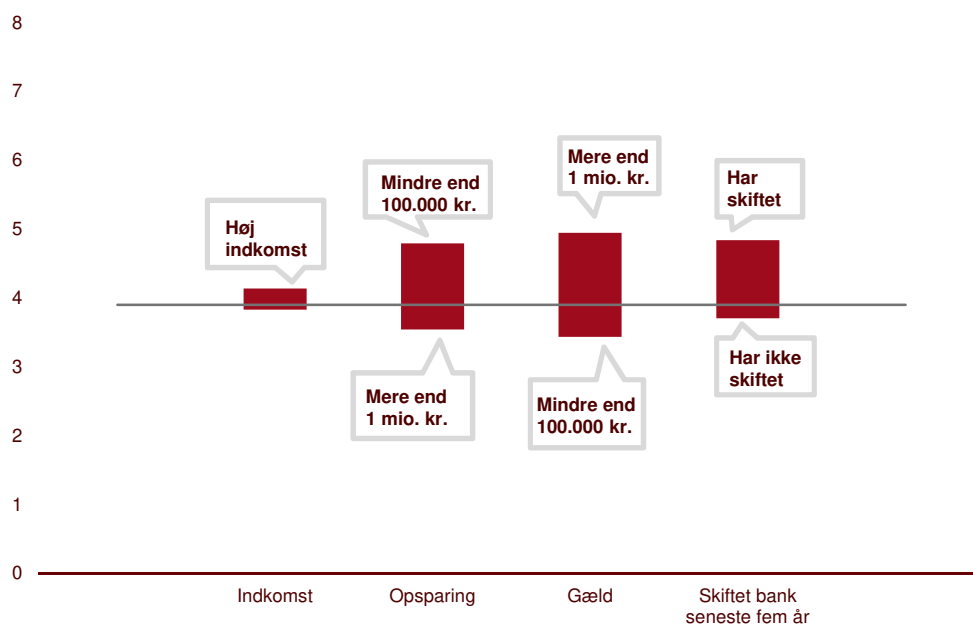 8
7
6
5
4
3
2
1
0
Høj
indkomst
Mindre end
100.000 kr.
Mere end
1 mio. kr.
Har
skiftet
Mere end
1 mio. kr.
Mindre end
100.000 kr.
Har ikke
skiftet
Indkomst
Opsparing
Gæld
Skiftet bank
seneste fem år